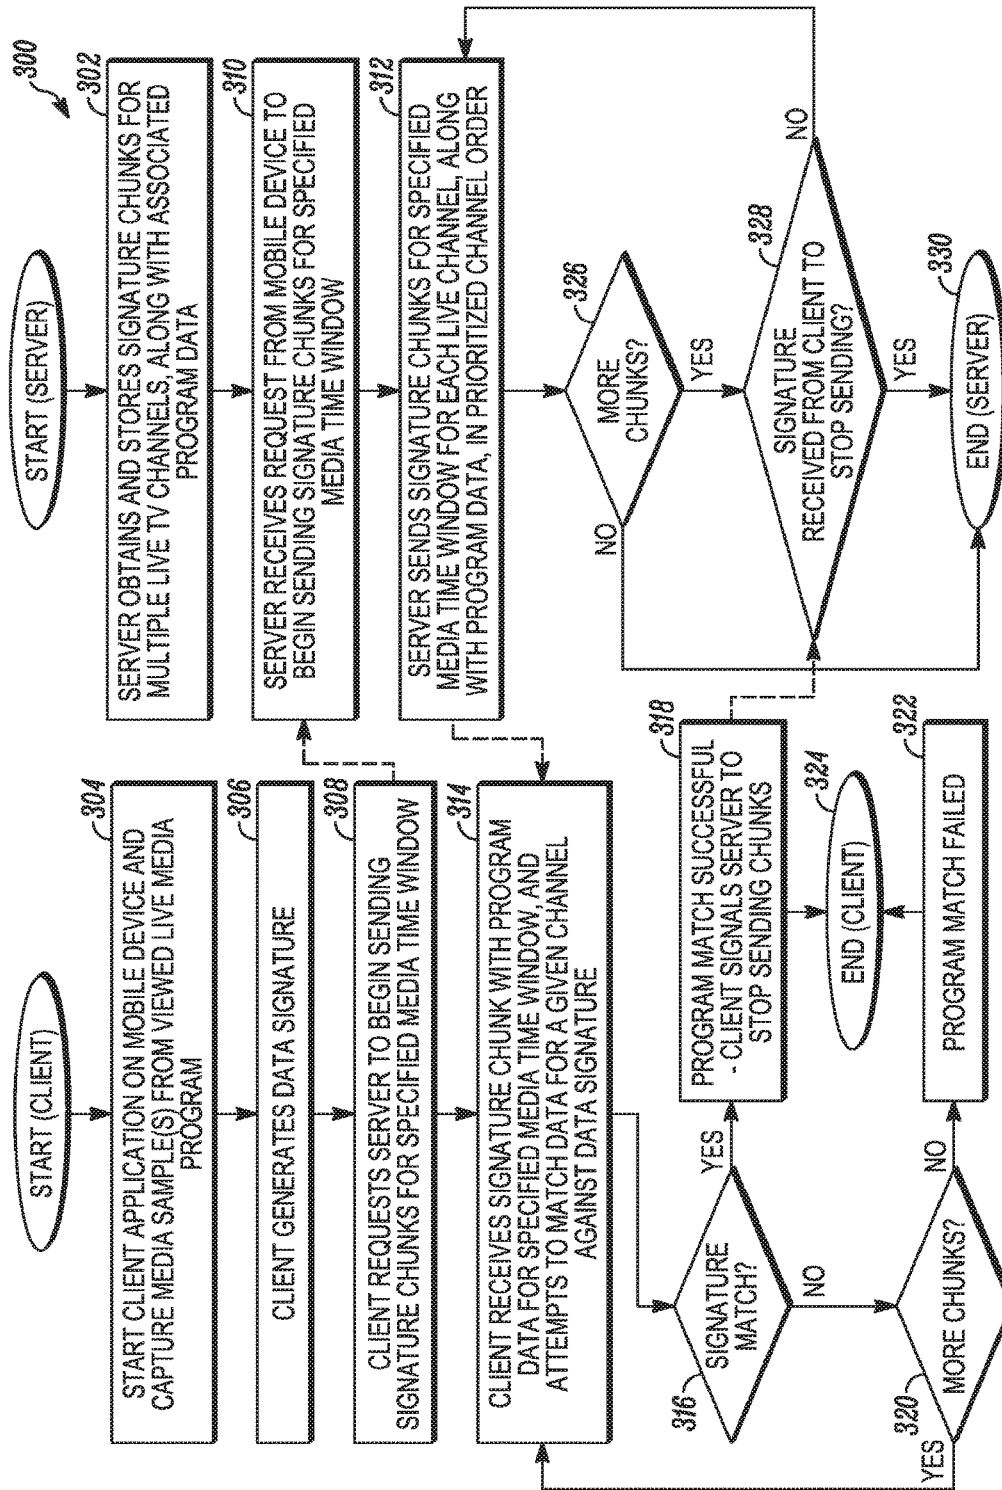 300
START (CLIENT)
304
START CLIENT APPLICATION ON MOBILE DEVICE AND
CAPTURE MEDIA SAMPLE(S) FROM VIEWED LIVE MEDIA
PROGRAM
306
CLIENT GENERATES DATA SIGNATURE
308
CLIENT REQUESTS SERVER TO BEGIN SENDING
SIGNATURE CHUNKS FOR SPECIFIED MEDIA TIME WINDOW
314
CLIENT RECEIVES SIGNATURE CHUNK WITH PROGRAM
DATA FOR SPECIFIED MEDIA TIME WINDOW, AND
ATTEMPTS TO MATCH DATA FOR A GIVEN CHANNEL
AGAINST DATA SIGNATURE
316
SIGNATURE
MATCH?
YES
NO
318
PROGRAM MATCH SUCCESSFUL
- CLIENT SIGNALS SERVER TO
STOP SENDING CHUNKS
320
MORE CHUNKS?
YES
NO
322
PROGRAM MATCH FAILED
324
END (CLIENT)
START (SERVER)
302
SERVER OBTAINS AND STORES SIGNATURE CHUNKS FOR
MULTIPLE LIVE TV CHANNELS, ALONG WITH ASSOCIATED
PROGRAM DATA
310
SERVER RECEIVES REQUEST FROM MOBILE DEVICE TO
BEGIN SENDING SIGNATURE CHUNKS FOR SPECIFIED
MEDIA TIME WINDOW
312
SERVER SENDS SIGNATURE CHUNKS FOR SPECIFIED
MEDIA TIME WINDOW FOR EACH LIVE CHANNEL, ALONG
WITH PROGRAM DATA, IN PRIORITIZED CHANNEL ORDER
326
MORE
CHUNKS?
NO
YES
328
SIGNATURE
RECEIVED FROM CLIENT TO
STOP SENDING?
NO
YES
330
END (SERVER)